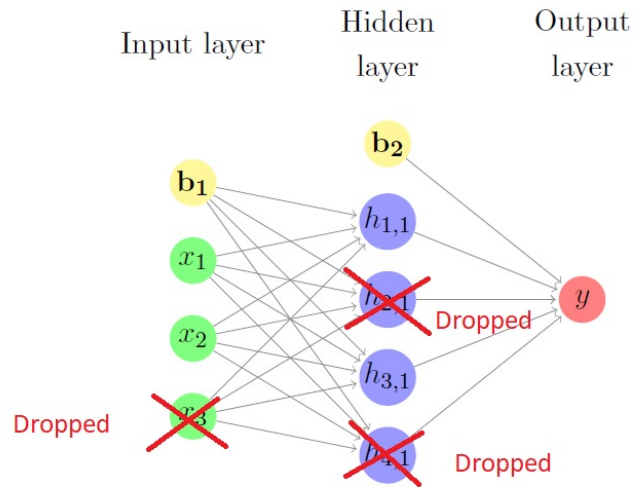 Input layer
Hidden
layer
Output
layer
b₁
x₁
x₂
x₃
Dropped
b₂
h₁,₁
h₂,₁
Dropped
h₃,₁
h₄,₁
Dropped
y